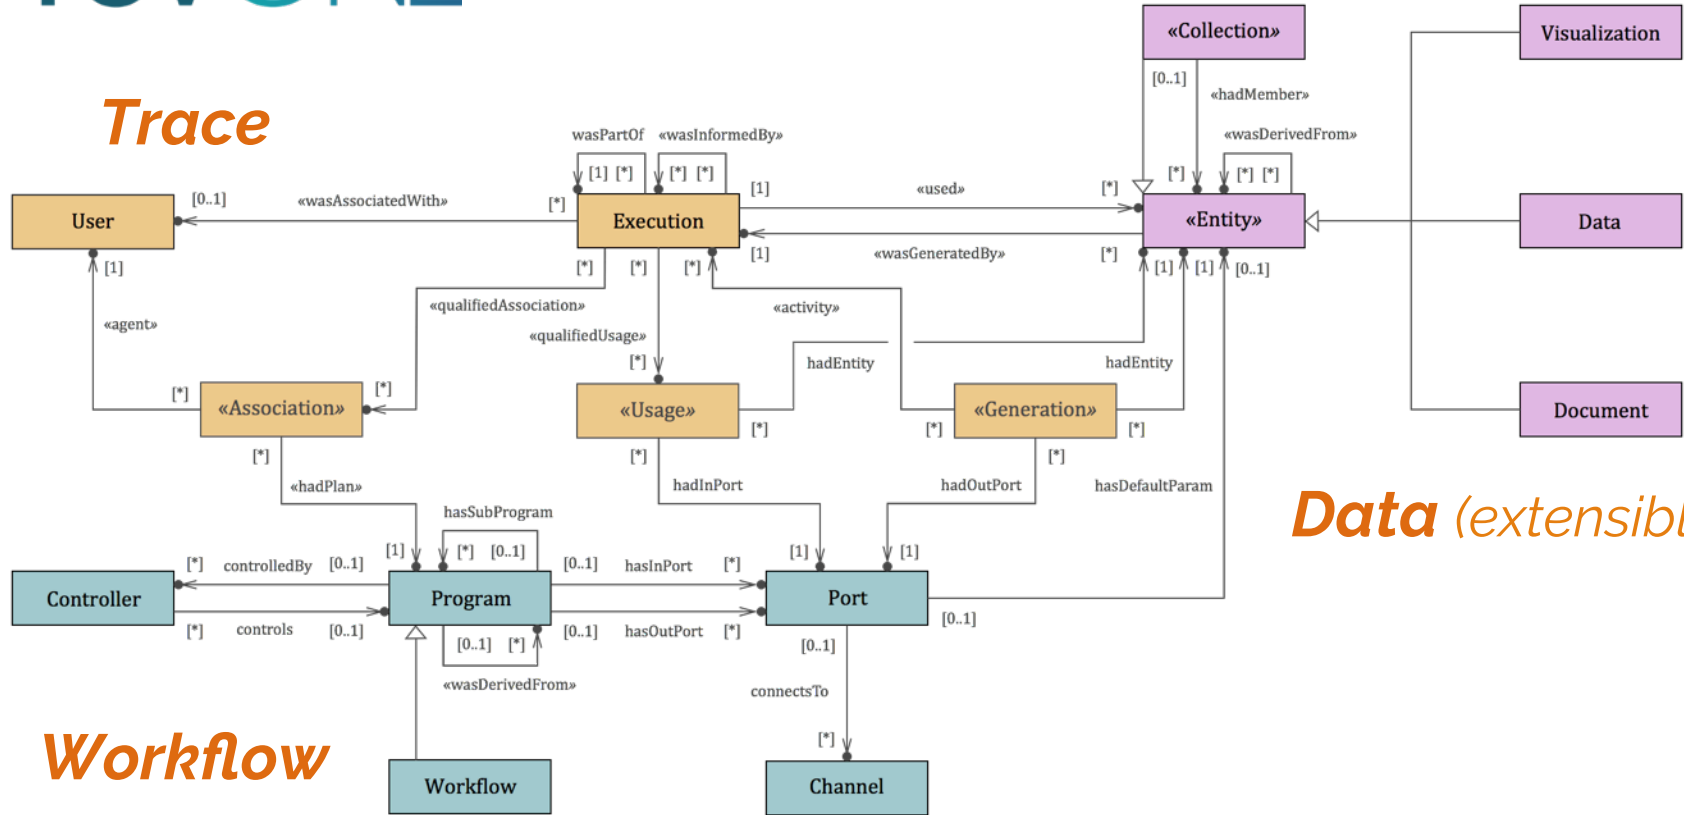 «Collection»
Visualization
[0..1]
«hadMember»
Trace
wasPartOf «wasInformedBy»
«wasDerivedFrom»
[1] [*] [*] [*]
[*] [*] [*]
User
[0..1] «wasAssociatedWith» [*]
Execution
[1] «used» [*]
«Entity»
Data
[1] «wasGeneratedBy» [*]
[1]
[*] [*] [*]
[1] [1] [0..1]
«agent»
«qualifiedAssociation»
«qualifiedUsage»
«activity»
hadEntity
hadEntity
[*] [*] [*]
«Association»
«Usage»
«Generation»
Document
[*] [*] [*]
[*] [*] [*]
«hadPlan»
hadInPort
hadOutPort
hasDefaultParam
Data
hasSubProgram
[1] [*] [0..1]
[1] [1]
[*] controlledBy [0..1]
[0..1] hasInPort [*]
Controller
Program
Port
[*] controls [0..1]
[0..1] hasOutPort [*]
[0..1]
[0..1] [*]
[0..1]
«wasDerivedFrom»
connectsTo
Workflow
[*]
Workflow
Channel